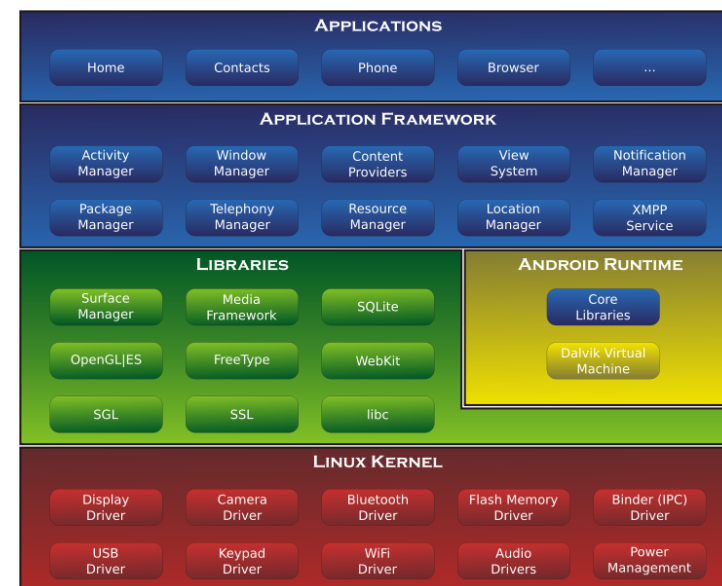 APPLICATIONS
Home
Contacts
Phone
Browser
...
APPLICATION FRAMEWORK
Activity
Manager
Window
Manager
Content
Providers
View
System
Notification
Manager
Package
Manager
Telephony
Manager
Resource
Manager
Location
Manager
XMPP
Service
LIBRARIES
Surface
Manager
Media
Framework
SQLite
OpenGL|ES
FreeType
WebKit
SGL
SSL
libc
ANDROID RUNTIME
Core
Libraries
Dalvik Virtual
Machine
LINUX KERNEL
Display
Driver
Camera
Driver
Bluetooth
Driver
Flash Memory
Driver
Binder (IPC)
Driver
USB
Driver
Keypad
Driver
WiFi
Driver
Audio
Drivers
Power
Management